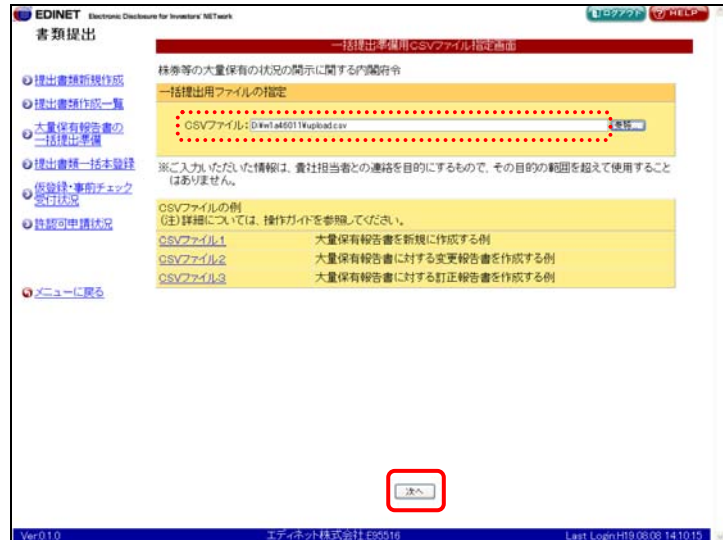 EDINET Electronic Disclosure for Investors' NETwork
ログアウト
HELP
書類提出
一括提出準備用CSVファイル指定画面
株券等の大量保有の状況の開示に関する内閣府令
提出書類新規作成
一括提出用ファイルの指定
提出書類作成一覧
CSVファイル：D:¥w1a46011¥upload.csv
参照...
大量保有報告書の
一括提出準備
提出書類一括本登録
※ご入力いただいた情報は、貴社担当者との連絡を目的にするもので、その目的の範囲を超えて使用すること
はありません。
仮登録・事前チェック
受付状況
CSVファイルの例
(注)詳細については、操作ガイドを参照してください。
許認可申請状況
CSVファイル1 大量保有報告書を新規に作成する例
CSVファイル2 大量保有報告書に対する変更報告書を作成する例
CSVファイル3 大量保有報告書に対する訂正報告書を作成する例
メニューに戻る
次へ
Ver.0.1.0 エディネット株式会社:E95516 Last Login:H19.08.08 14:10:15